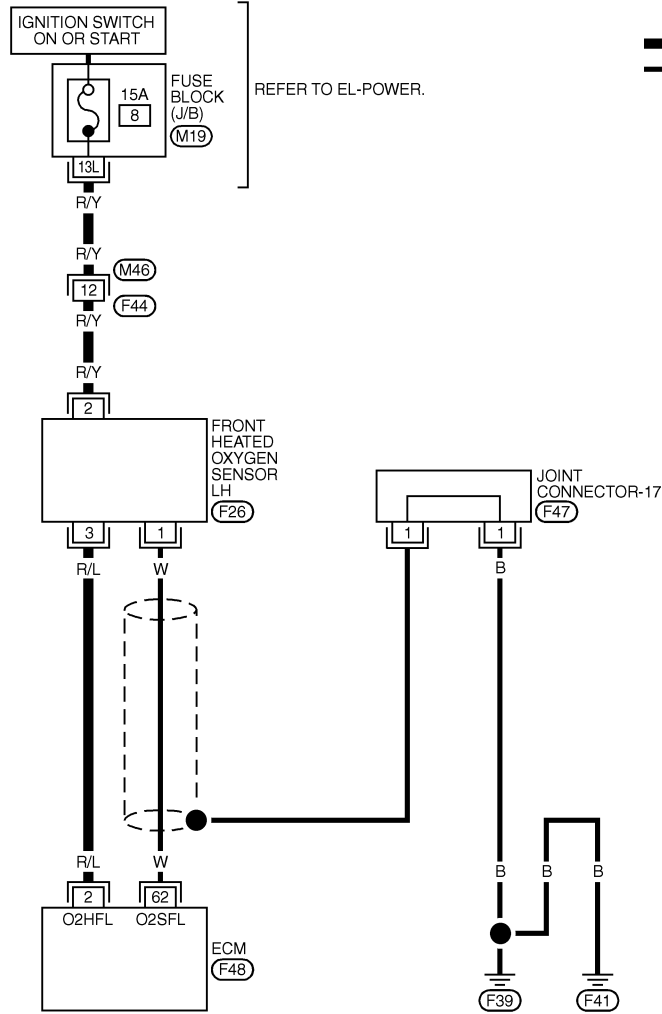 IGNITION SWITCH
ON OR START
FUSE
BLOCK
(J/B)
M19
15A
8
REFER TO EL-POWER.
13L
R/Y
R/Y
M46
12
F44
R/Y
R/Y
2
FRONT
HEATED
OXYGEN
SENSOR
LH
F26
3
1
JOINT
CONNECTOR-17
F47
1
1
R/L
W
B
R/L
W
B
B
B
2
62
O2HFL
O2SFL
ECM
F48
F39
F41